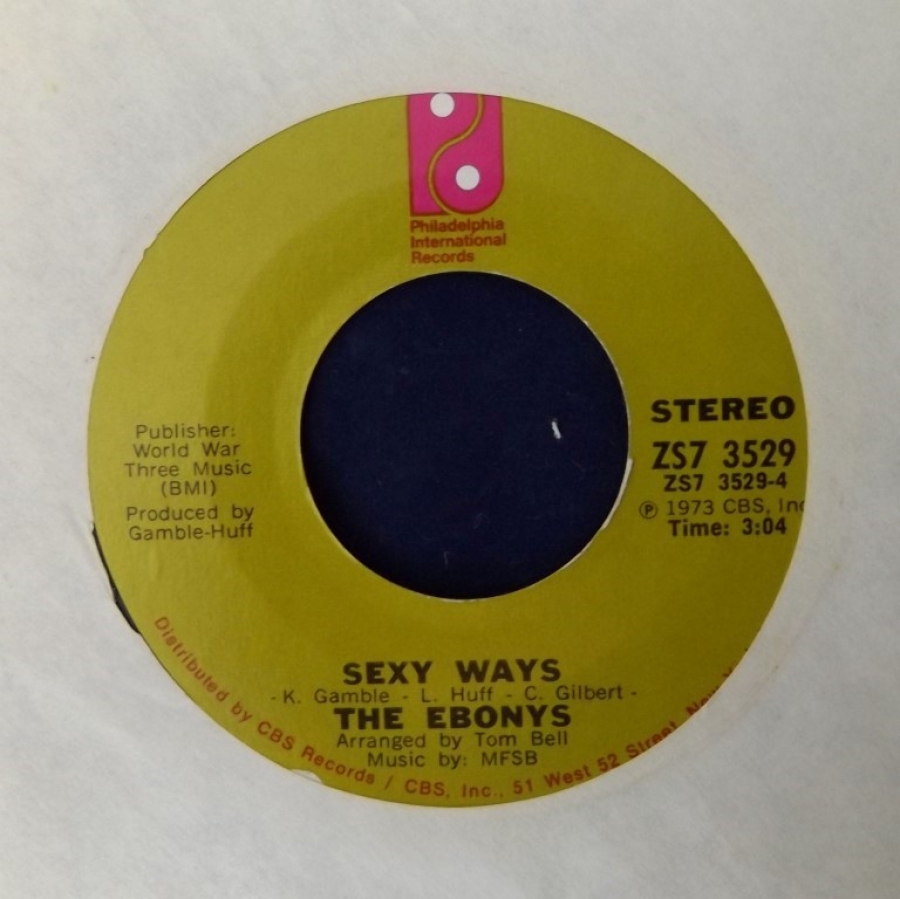 Philadelphia
International
Records
Publisher:
World War
Three Music
(BMI)
Produced by
Gamble-Huff
STEREO
ZS7 3529
ZS7 3529-4
℗ 1973 CBS, Inc
Time: 3:04
SEXY WAYS
- K. Gamble - L. Huff - C. Gilbert -
THE EBONYS
Arranged by Tom Bell
Music by: MFSB
Distributed by CBS Records / CBS, Inc., 51 West 52 Street, New